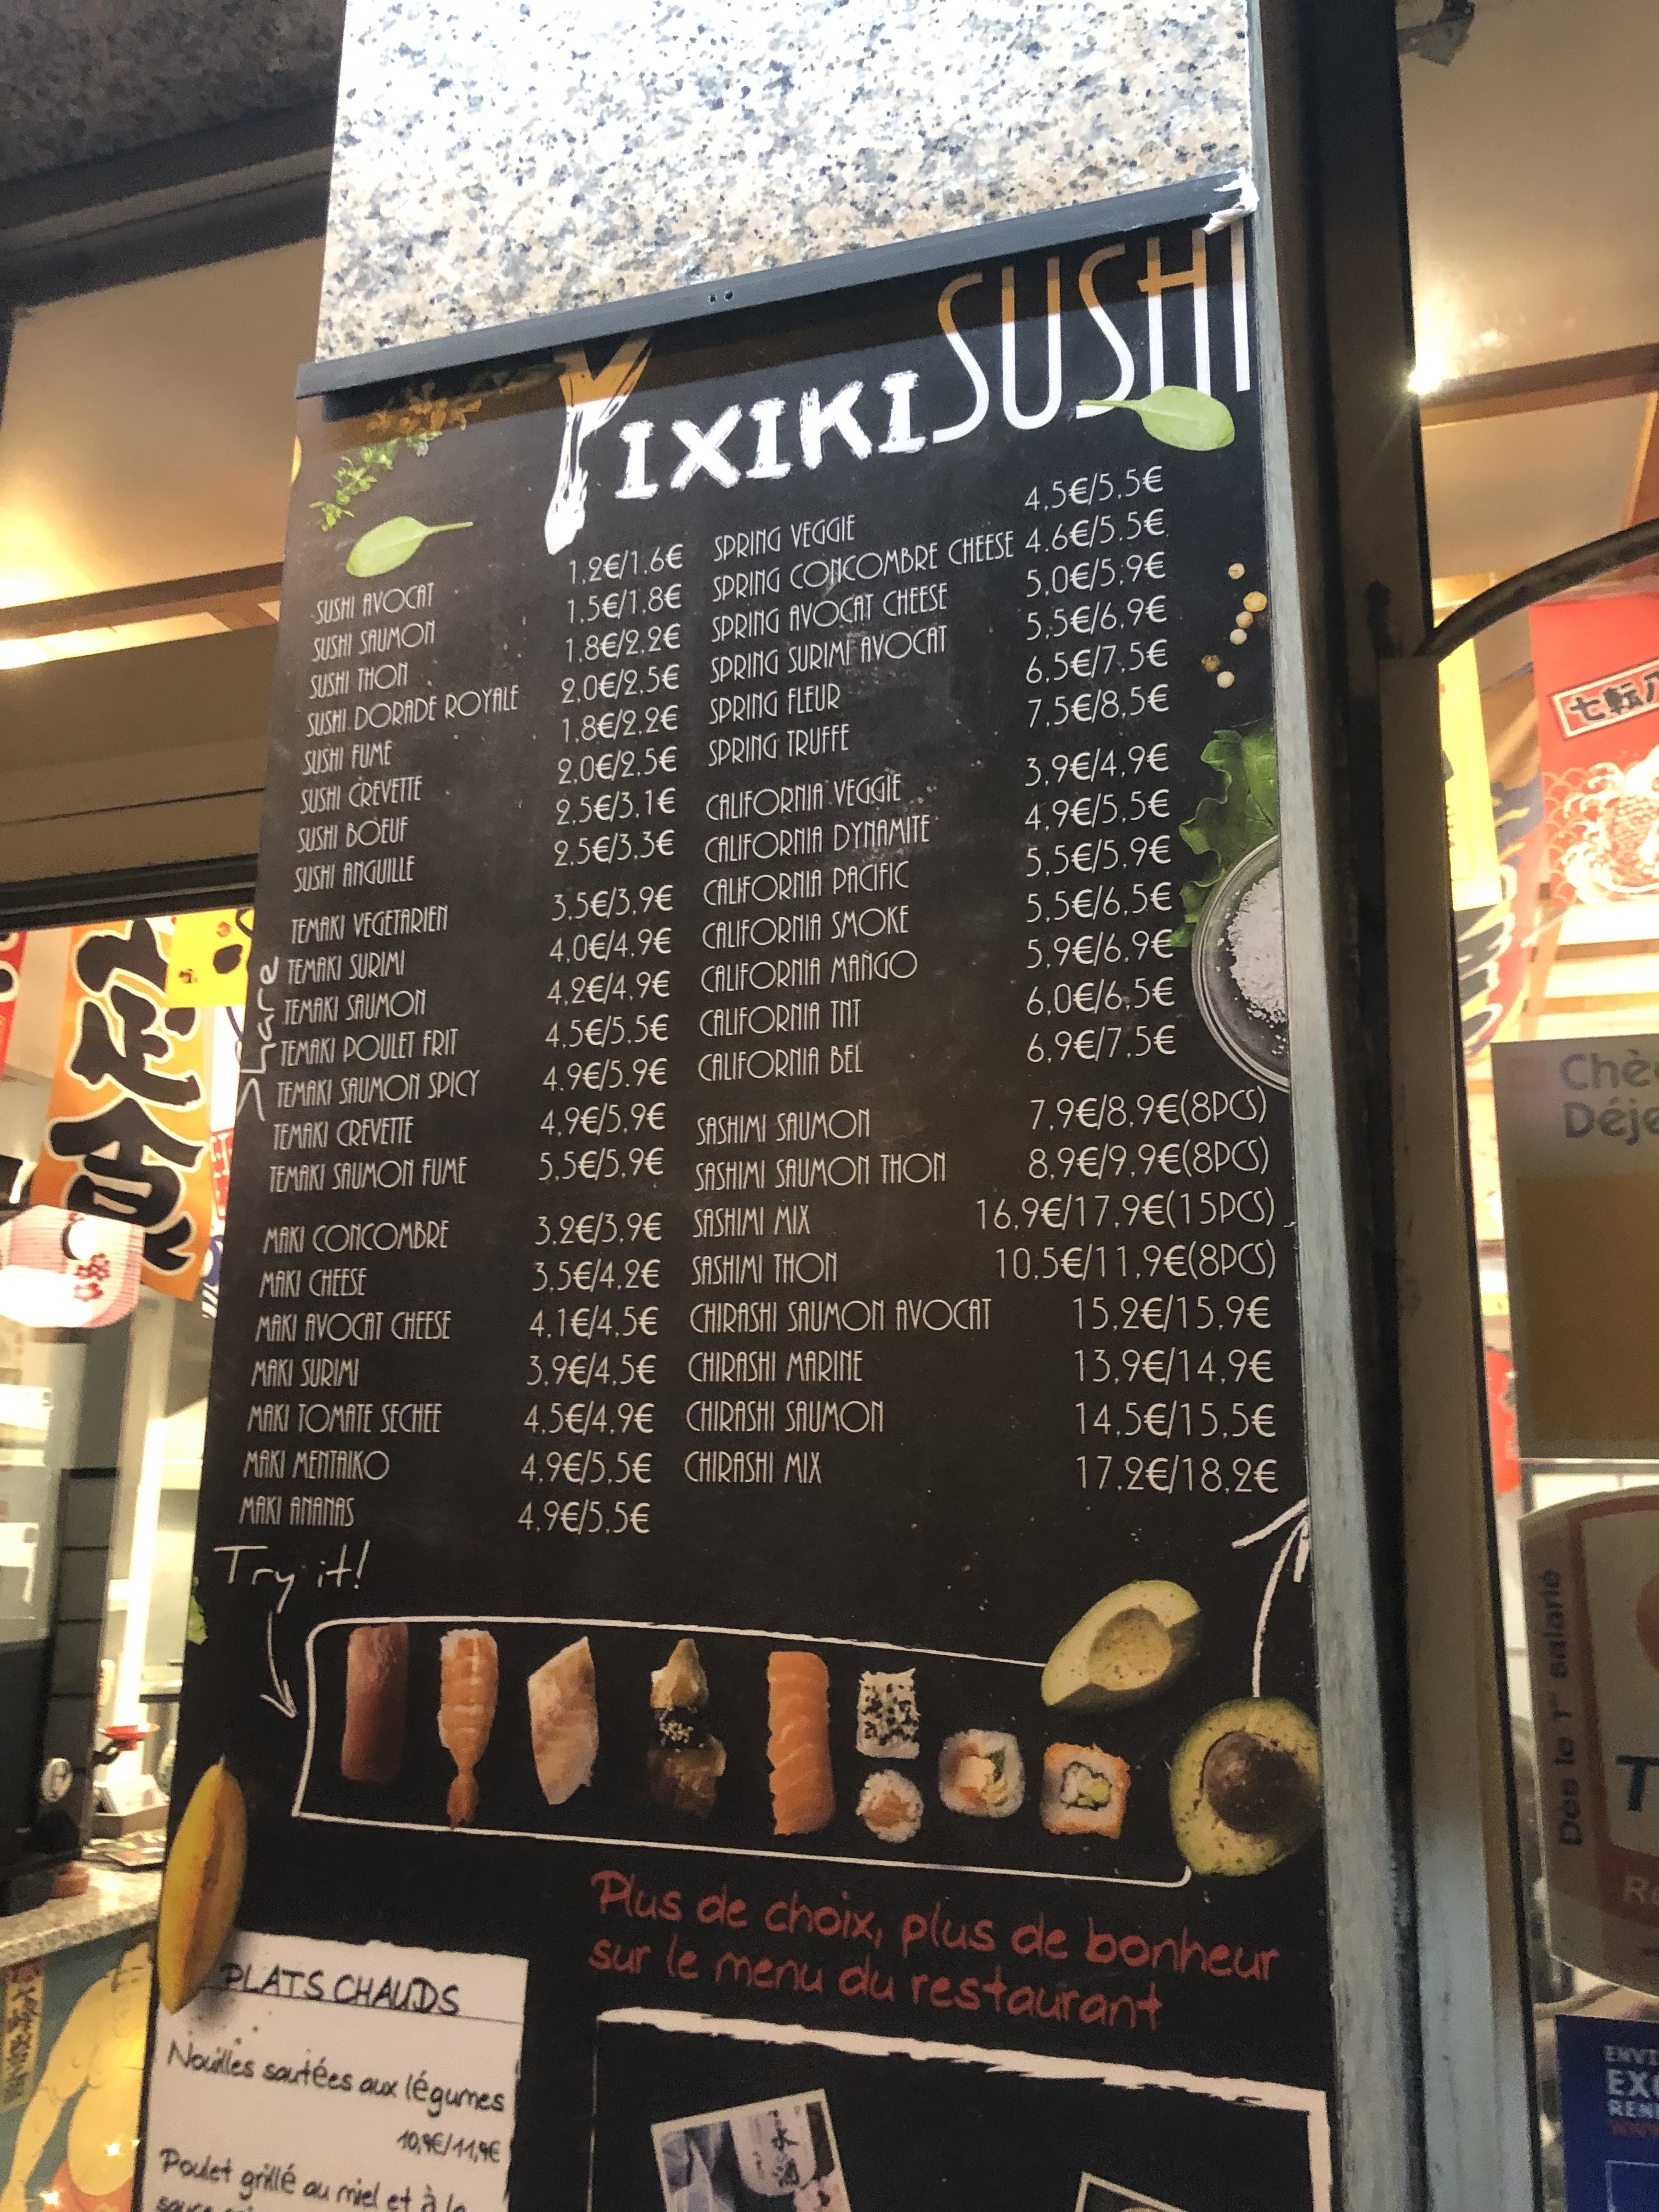 YIXIKI SUSHI
SUSHI AVOCAT 1,2€/1,6€
SUSHI SAUMON 1,5€/1,8€
SUSHI THON 1,8€/2,2€
SUSHI DORADE ROYALE 2,0€/2,5€
SUSHI FUME 1,8€/2,2€
SUSHI CREVETTE 2,0€/2,5€
SUSHI BOEUF 2,5€/3,1€
SUSHI ANGUILLE 2,5€/3,3€
TEMAKI VEGETARIEN 3,5€/3,9€
TEMAKI SURIMI 4,0€/4,9€
TEMAKI SAUMON 4,2€/4,9€
TEMAKI POULET FRIT 4,5€/5,5€
TEMAKI SAUMON SPICY 4,9€/5,9€
TEMAKI CREVETTE 4,9€/5,9€
TEMAKI SAUMON FUME 5,5€/5,9€
MAKI CONCOMBRE 3,2€/3,9€
MAKI CHEESE 3,5€/4,2€
MAKI AVOCAT CHEESE 4,1€/4,5€
MAKI SURIMI 3,9€/4,5€
MAKI TOMATE SECHEE 4,5€/4,9€
MAKI MENTAIKO 4,9€/5,5€
MAKI ANANAS 4,9€/5,5€
SPRING VEGGIE 4,5€/5,5€
SPRING CONCOMBRE CHEESE 4,6€/5,5€
SPRING AVOCAT CHEESE 5,0€/5,9€
SPRING SURIMI AVOCAT 5,5€/6,9€
SPRING FLEUR 6,5€/7,5€
SPRING TRUFFE 7,5€/8,5€
CALIFORNIA VEGGIE 3,9€/4,9€
CALIFORNIA DYNAMITE 4,9€/5,5€
CALIFORNIA PACIFIC 5,5€/5,9€
CALIFORNIA SMOKE 5,5€/6,5€
CALIFORNIA MANGO 5,9€/6,9€
CALIFORNIA TNT 6,0€/6,5€
CALIFORNIA BEL 6,9€/7,5€
SASHIMI SAUMON 7,9€/8,9€(8PCS)
SASHIMI SAUMON THON 8,9€/9,9€(8PCS)
SASHIMI MIX 16,9€/17,9€(15PCS)
SASHIMI THON 10,5€/11,9€(8PCS)
CHIRASHI SAUMON AVOCAT 15,2€/15,9€
CHIRASHI MARINE 13,9€/14,9€
CHIRASHI SAUMON 14,5€/15,5€
CHIRASHI MIX 17,2€/18,2€
Share
Try it!
Plus de choix, plus de bonheur
sur le menu du restaurant
PLATS CHAUDS
Nouilles sautées aux légumes
10,9€/11,9€
Poulet grillé au miel et à la
定食
七転八
Chè
Déje
Dès le 1er salarié
ENVI
EXC